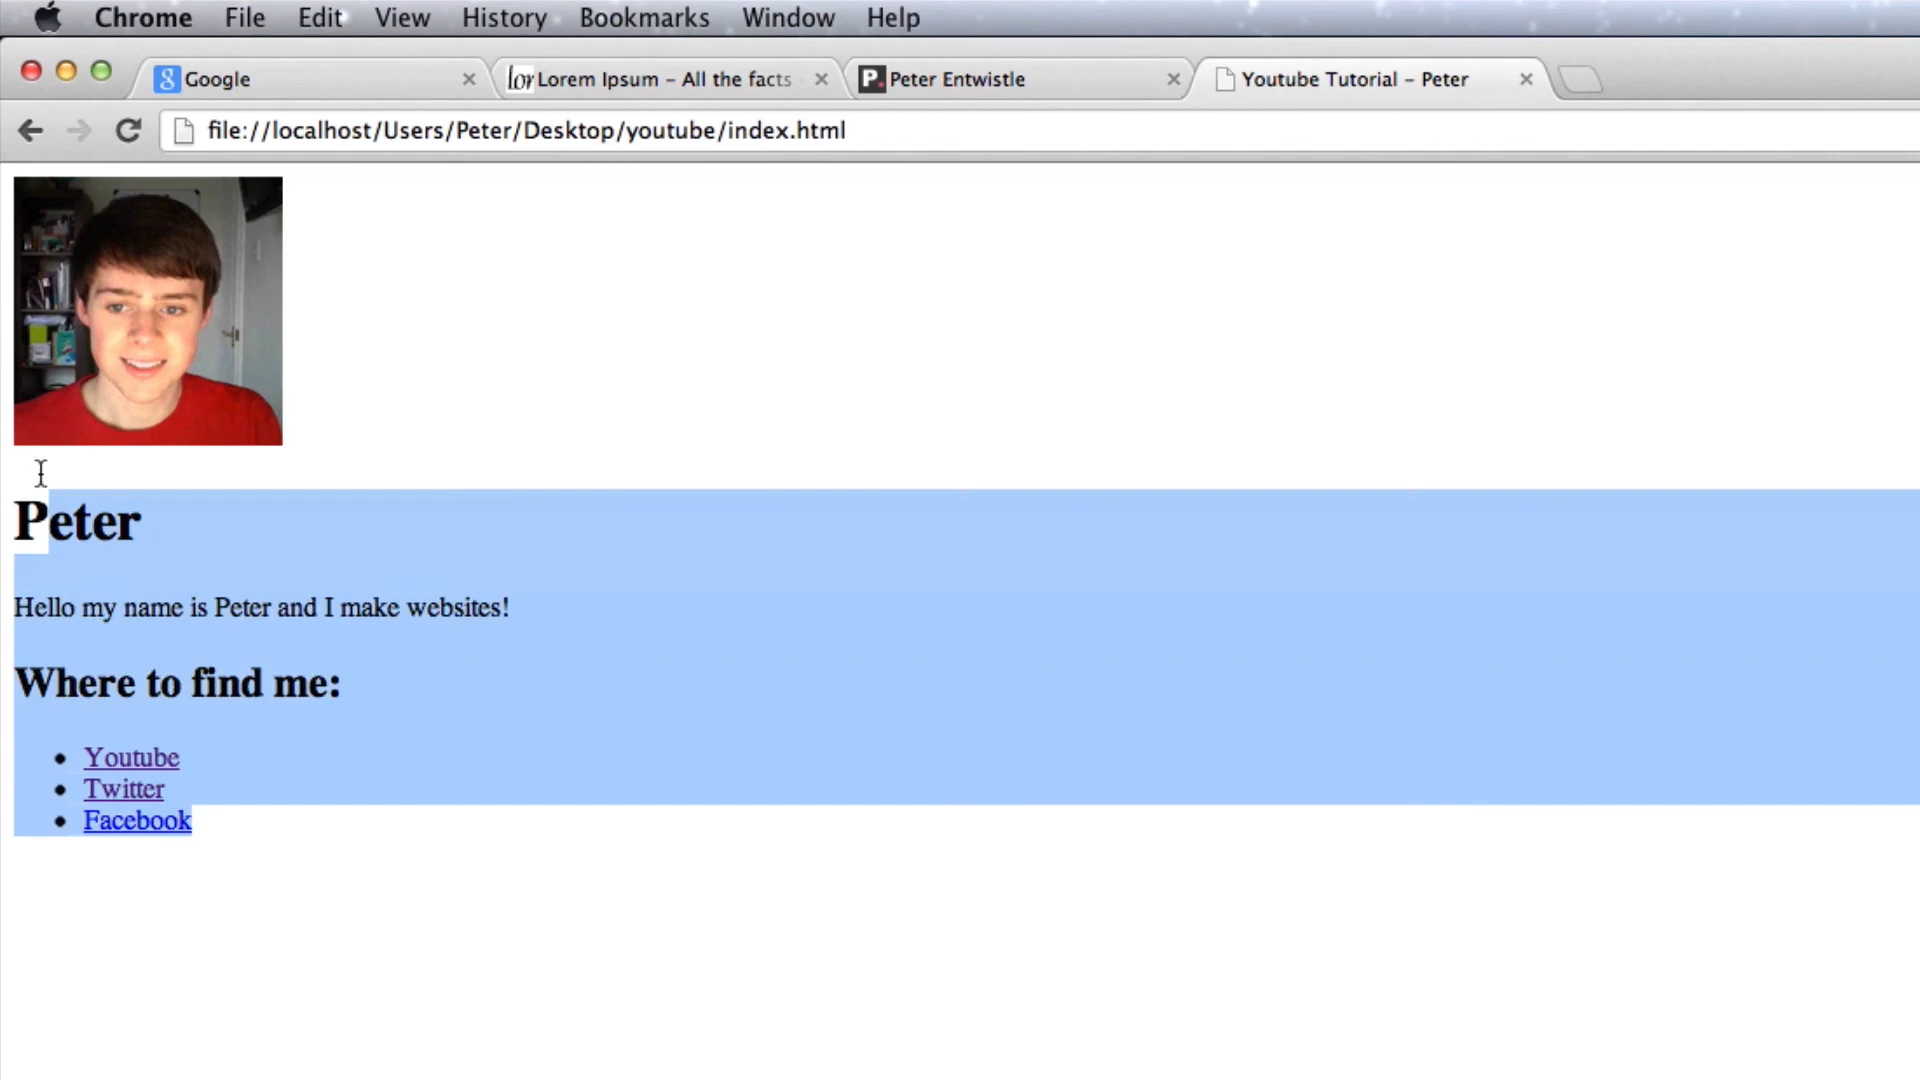 Chrome File Edit View History Bookmarks Window Help
Google Lorem Ipsum – All the facts Peter Entwistle Youtube Tutorial – Peter
file://localhost/Users/Peter/Desktop/youtube/index.html
Peter
Hello my name is Peter and I make websites!
Where to find me:
Youtube
Twitter
Facebook